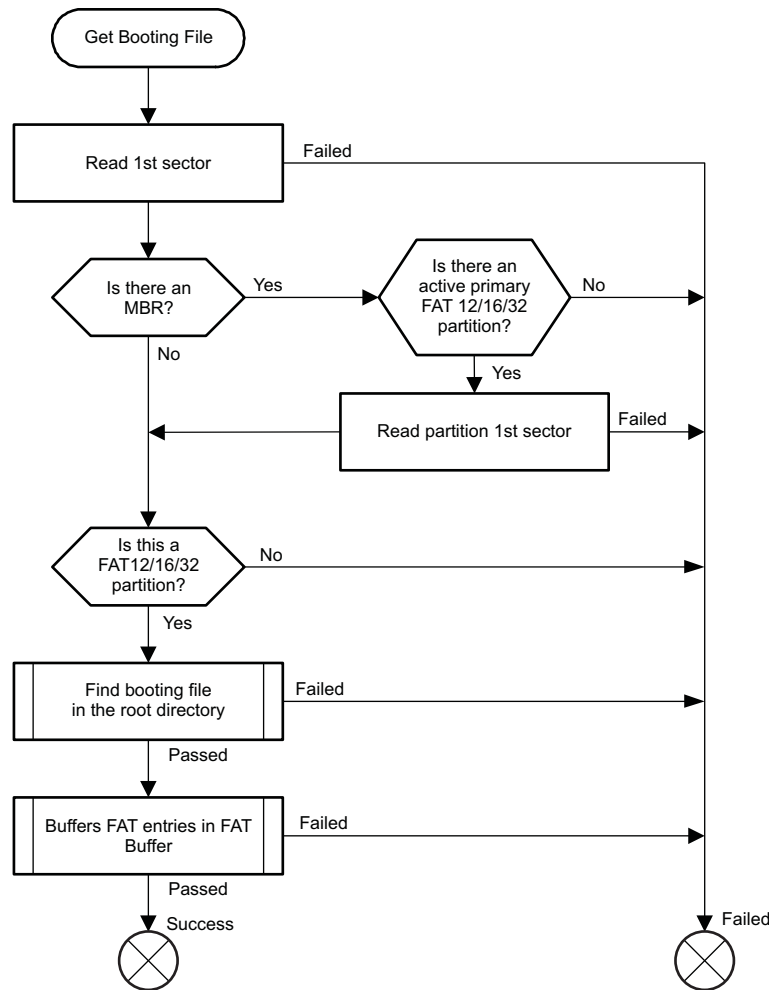 Get Booting File
Read 1st sector
Failed
Is there an
MBR?
Yes
Is there an
active primary
FAT 12/16/32
partition?
No
No
Yes
Read partition 1st sector
Failed
Is this a
FAT12/16/32
partition?
No
Yes
Find booting file
in the root directory
Failed
Passed
Buffers FAT entries in FAT
Buffer
Failed
Passed
Success
Failed